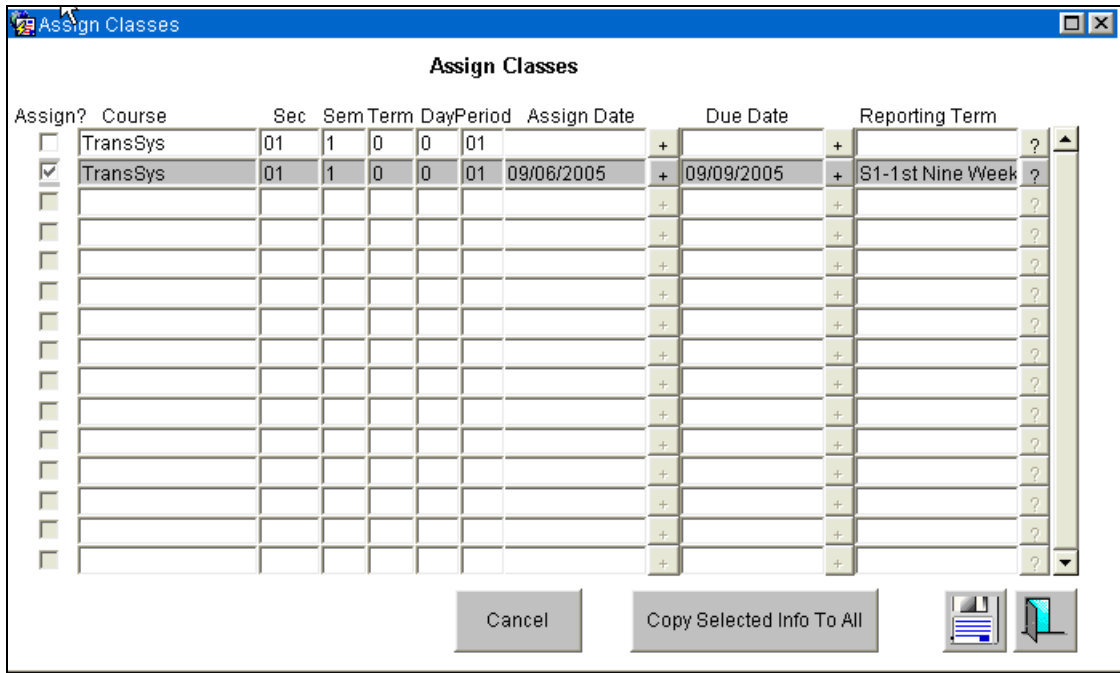 Assign Classes
Assign Classes
Assign? Course Sec Sem Term Day Period Assign Date Due Date Reporting Term
TransSys 01 1 0 0 01 + + ?
TransSys 01 1 0 0 01 09/06/2005 + 09/09/2005 + S1-1st Nine Week ?
+ + ?
+ + ?
+ + ?
+ + ?
+ + ?
+ + ?
+ + ?
+ + ?
+ + ?
+ + ?
+ + ?
+ + ?
+ + ?
Cancel Copy Selected Info To All